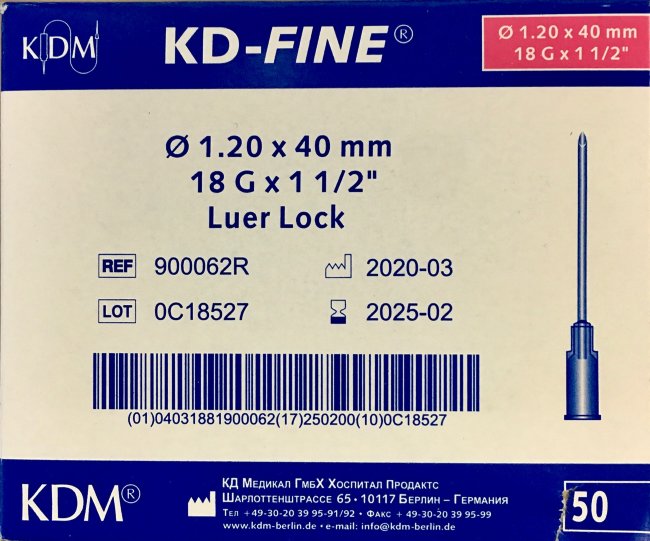 KDM KD-FINE® Ø 1.20 x 40 mm
18 G x 1 1/2"
Ø 1.20 x 40 mm
18 G x 1 1/2"
Luer Lock
REF 900062R 2020-03
LOT 0C18527 2025-02
(01)04031881900062(17)250200(10)0C18527
KDM®
КД Медикал ГмбХ Хоспитал Продактс
Шарлоттенштрассе 65 • 10117 Берлин – Германия
Тел +49-30-20 39 95-91/92 • Факс +49-30-20 39 95-99
www.kdm-berlin.de • e-mail: info@kdm-berlin.de
50